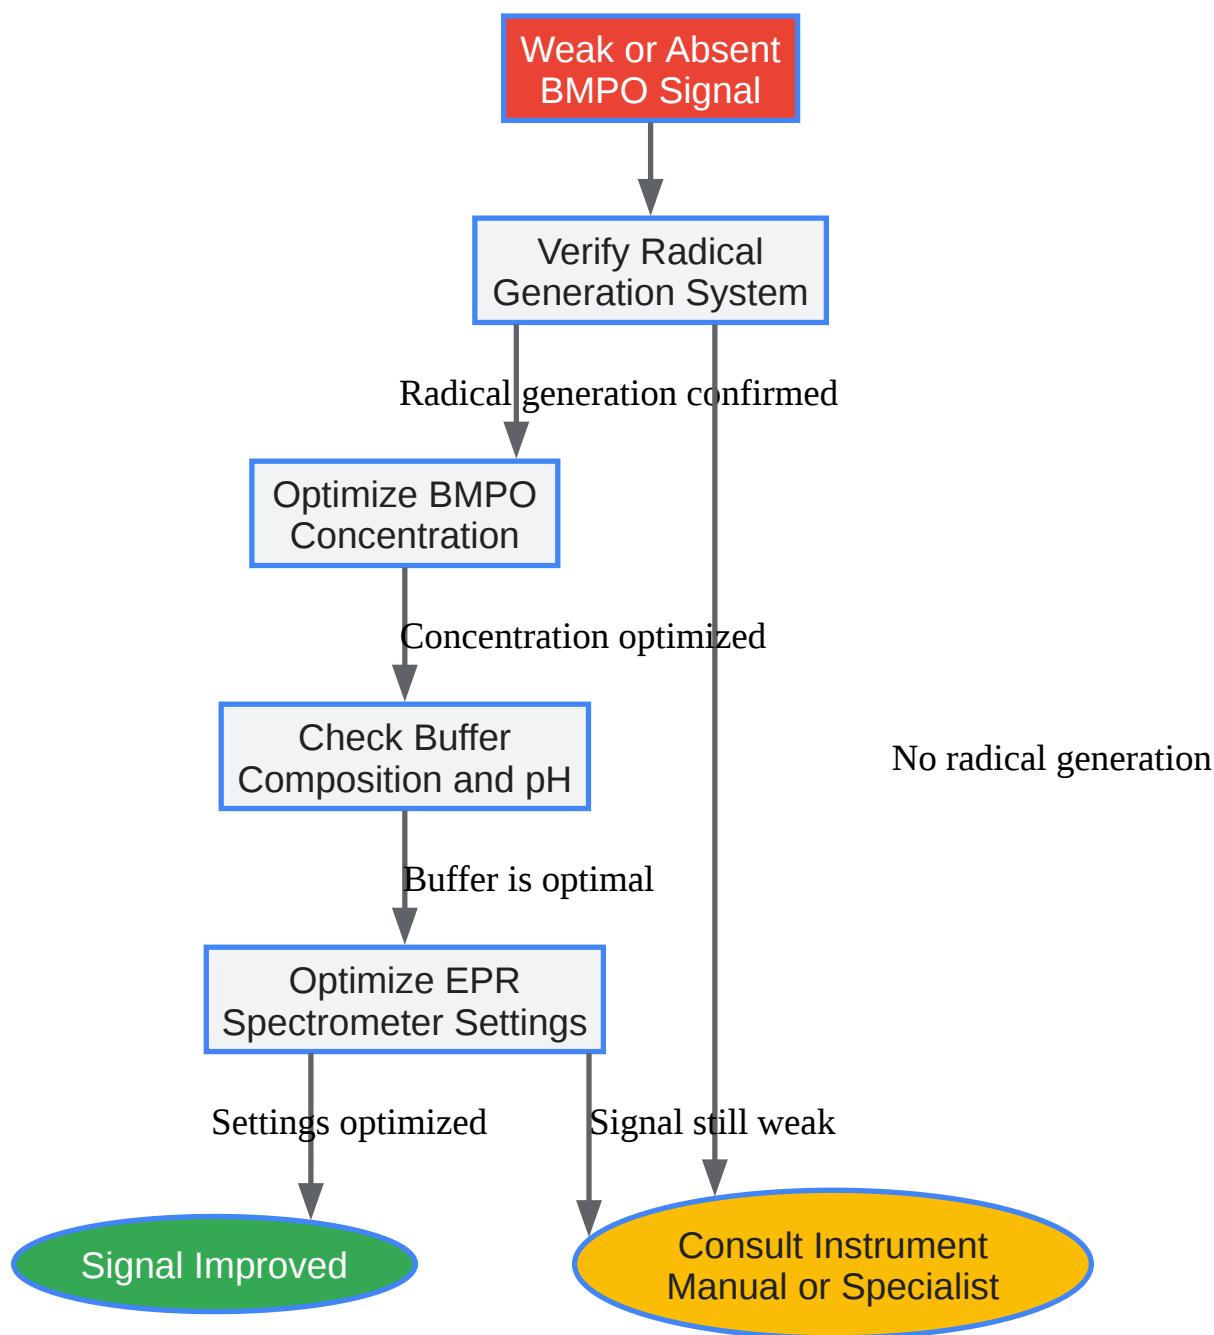 Weak or Absent
BMPO Signal
Verify Radical
Generation System
Radical generation confirmed
Optimize BMPO
Concentration
Concentration optimized
Check Buffer
Composition and pH
No radical generation
Buffer is optimal
Optimize EPR
Spectrometer Settings
Settings optimized
Signal still weak
Signal Improved
Consult Instrument
Manual or Specialist